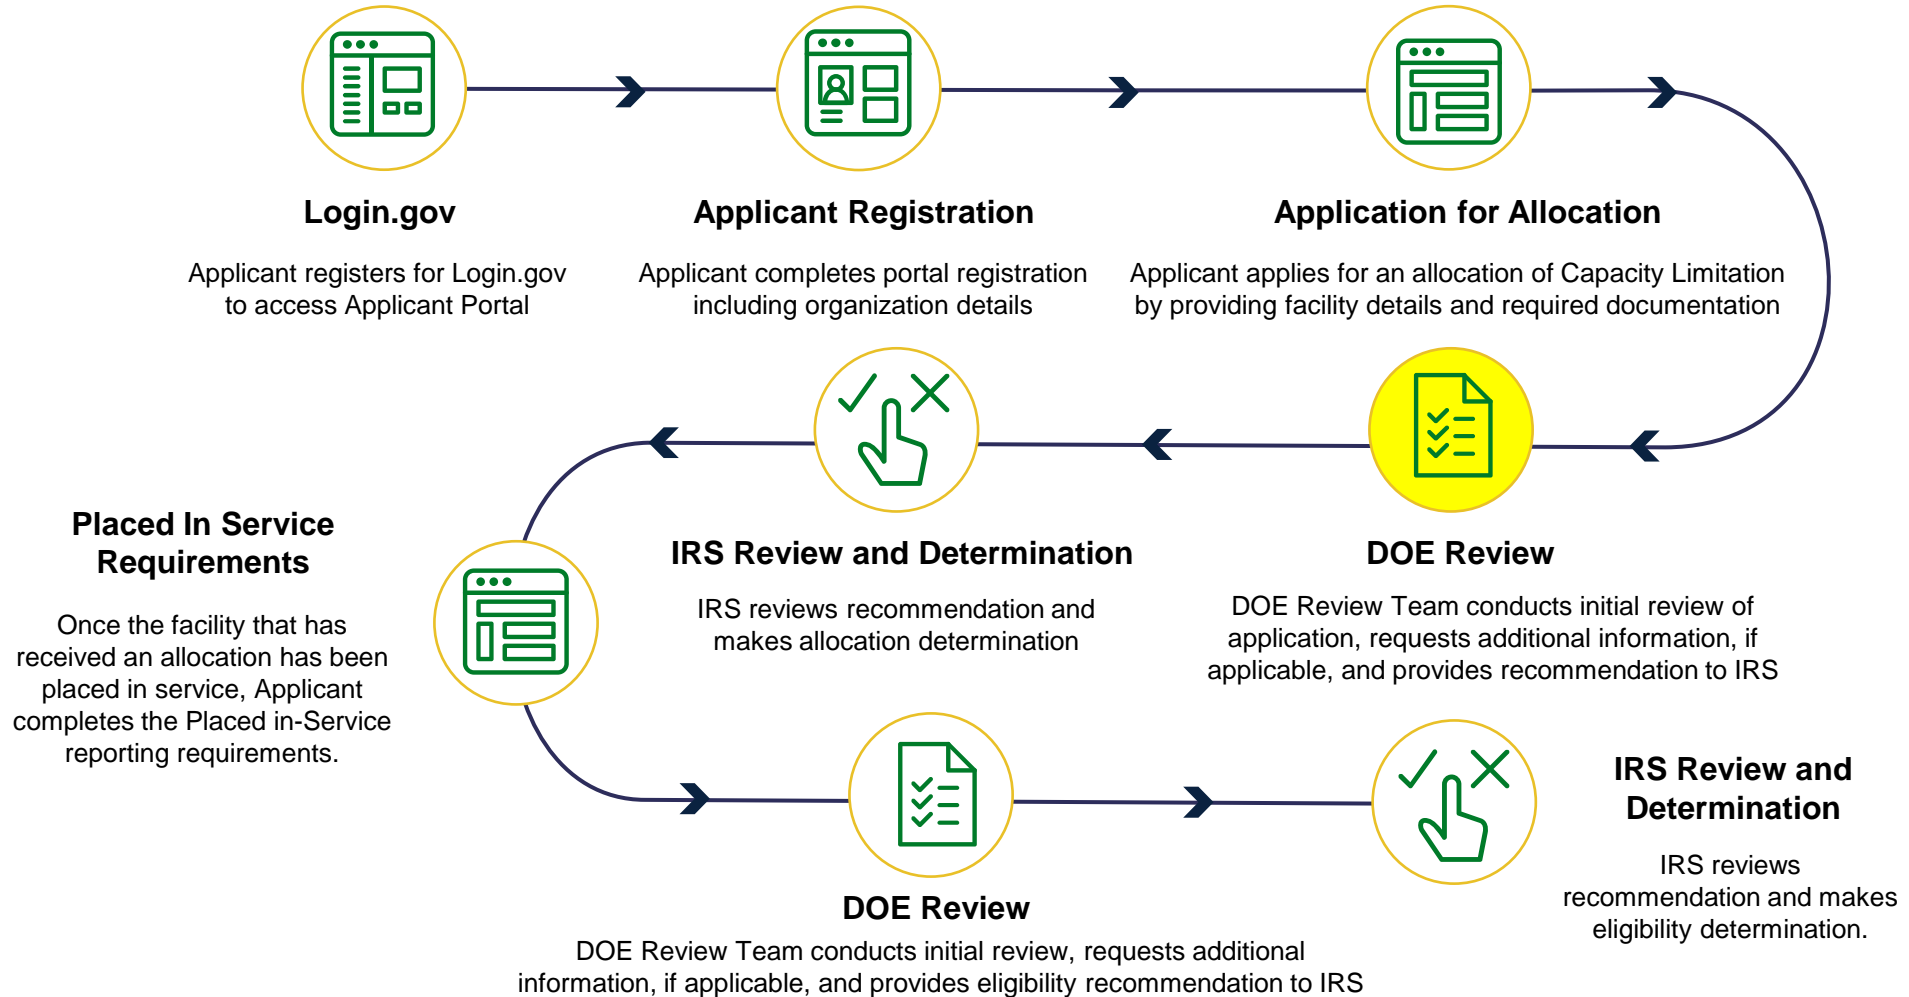 Login.gov
Applicant registers for Login.gov
to access Applicant Portal
Applicant Registration
Applicant completes portal registration
including organization details
Application for Allocation
Applicant applies for an allocation of Capacity Limitation
by providing facility details and required documentation
DOE Review
DOE Review Team conducts initial review of
application, requests additional information, if
applicable, and provides recommendation to IRS
IRS Review and Determination
IRS reviews recommendation and
makes allocation determination
Placed In Service
Requirements
Once the facility that has
received an allocation has been
placed in service, Applicant
completes the Placed in-Service
reporting requirements.
DOE Review
DOE Review Team conducts initial review, requests additional
information, if applicable, and provides eligibility recommendation to IRS
IRS Review and
Determination
IRS reviews
recommendation and makes
eligibility determination.